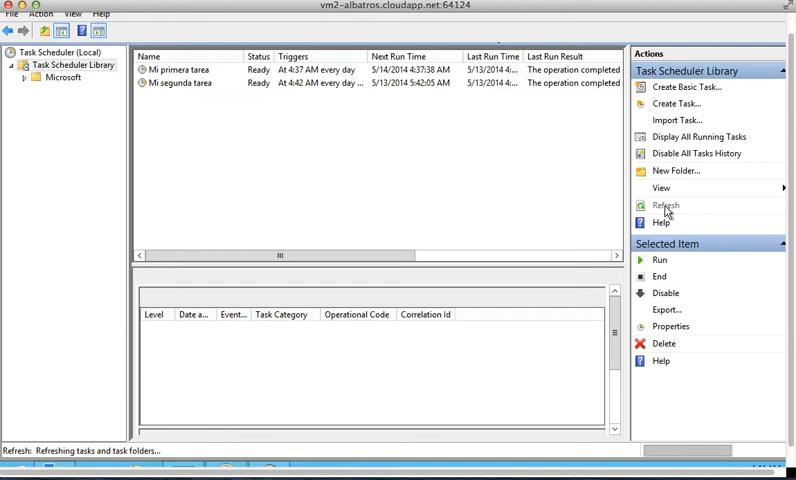 vm2-albatros.cloudapp.net:64124
File Action View Help
Task Scheduler (Local)
Task Scheduler Library
Microsoft
Name Status Triggers Next Run Time Last Run Time Last Run Result
Mi primera tarea Ready At 4:37 AM every day 5/14/2014 4:37:38 AM 5/13/2014 4:... The operation completed
Mi segunda tarea Ready At 4:42 AM every day ... 5/13/2014 5:42:05 AM 5/13/2014 4:... The operation completed
Level Date a... Event... Task Category Operational Code Correlation Id
Actions
Task Scheduler Library
Create Basic Task...
Create Task...
Import Task...
Display All Running Tasks
Disable All Tasks History
New Folder...
View
Refresh
Help
Selected Item
Run
End
Disable
Export...
Properties
Delete
Help
Refresh: Refreshing tasks and task folders...